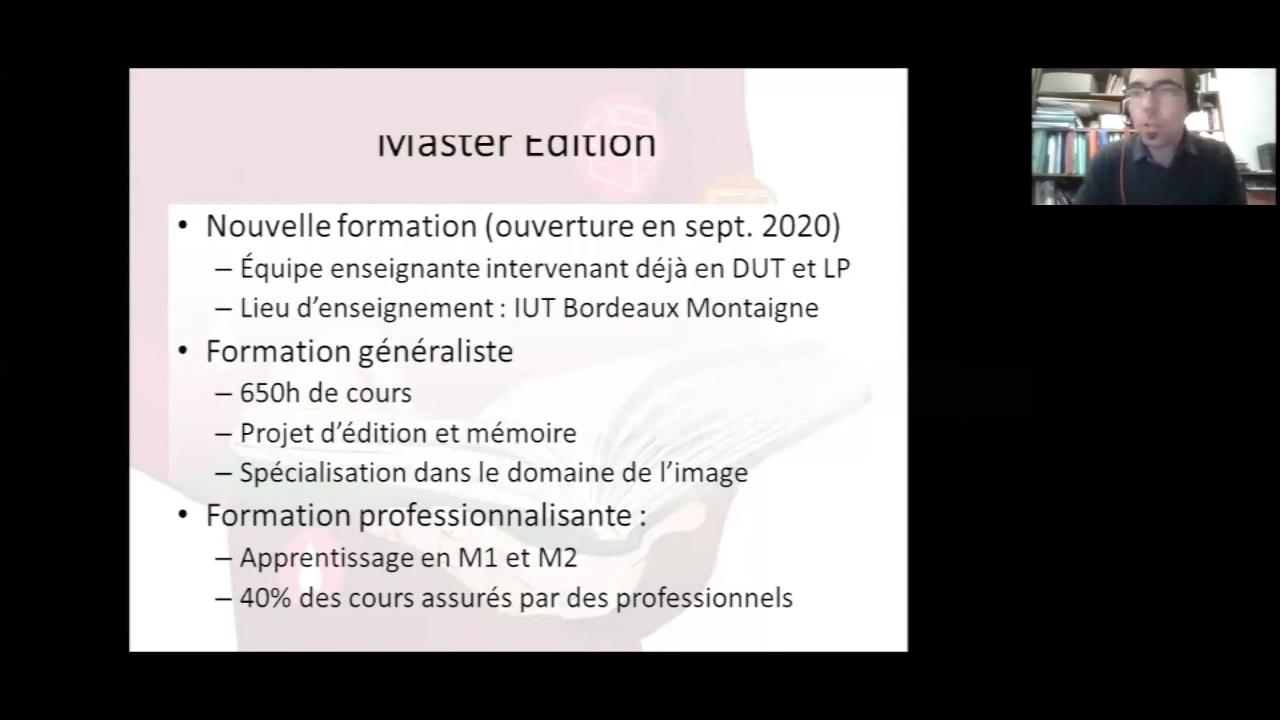 Master Edition
• Nouvelle formation (ouverture en sept. 2020)
– Équipe enseignante intervenant déjà en DUT et LP
– Lieu d’enseignement : IUT Bordeaux Montaigne
• Formation généraliste
– 650h de cours
– Projet d’édition et mémoire
– Spécialisation dans le domaine de l’image
• Formation professionnalisante :
– Apprentissage en M1 et M2
– 40% des cours assurés par des professionnels